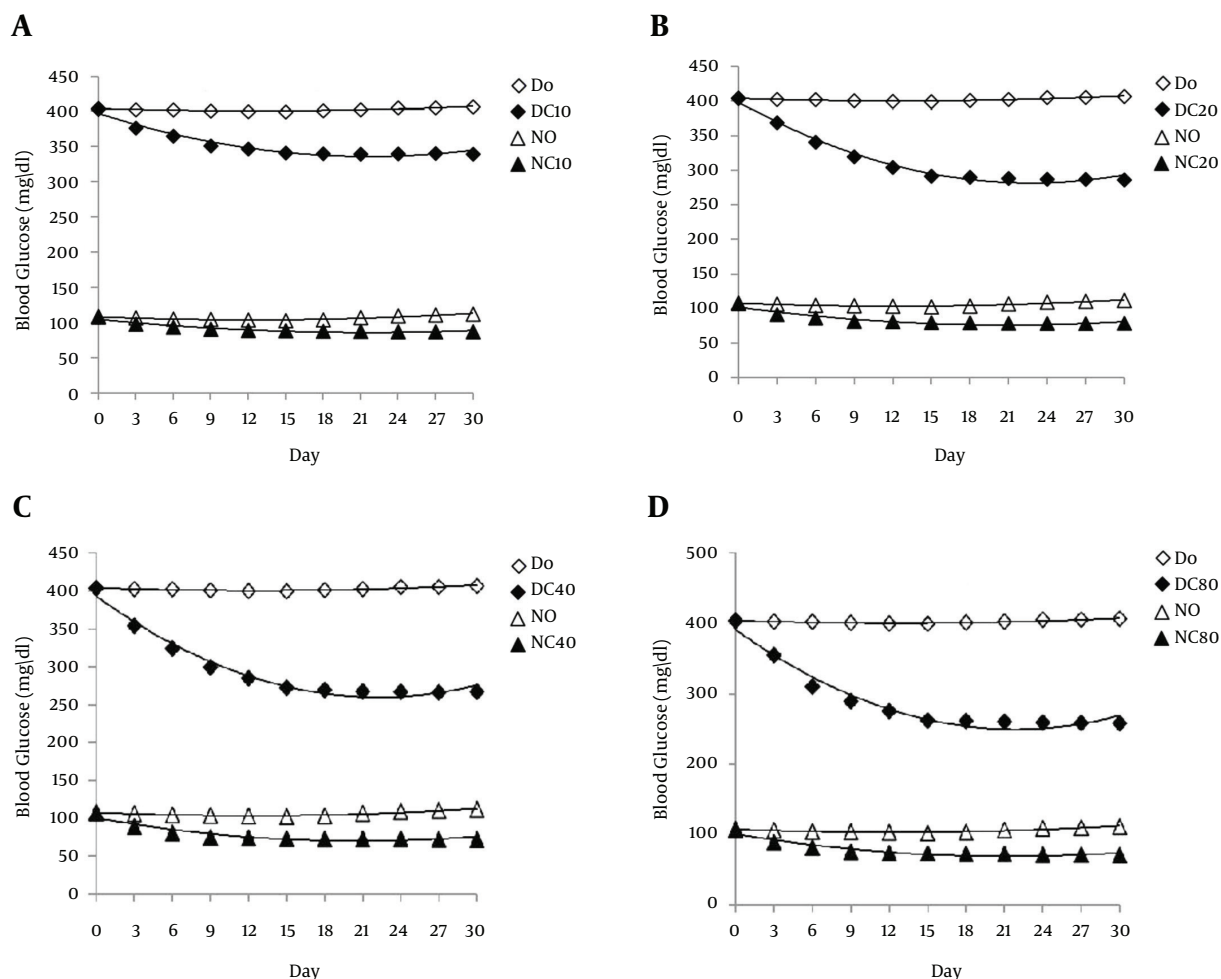 A
Blood Glucose (mg\dl)
450
400
350
300
250
200
150
100
50
0
0 3 6 9 12 15 18 21 24 27 30
Day
Do
DC10
NO
NC10
B
Blood Glucose (mg\dl)
450
400
350
300
250
200
150
100
50
0
0 3 6 9 12 15 18 21 24 27 30
Day
Do
DC20
NO
NC20
C
Blood Glucose (mg\dl)
450
400
350
300
250
200
150
100
50
0
0 3 6 9 12 15 18 21 24 27 30
Day
Do
DC40
NO
NC40
D
Blood Glucose (mg\dl)
500
400
300
200
100
0
0 3 6 9 12 15 18 21 24 27 30
Day
Do
DC80
NO
NC80